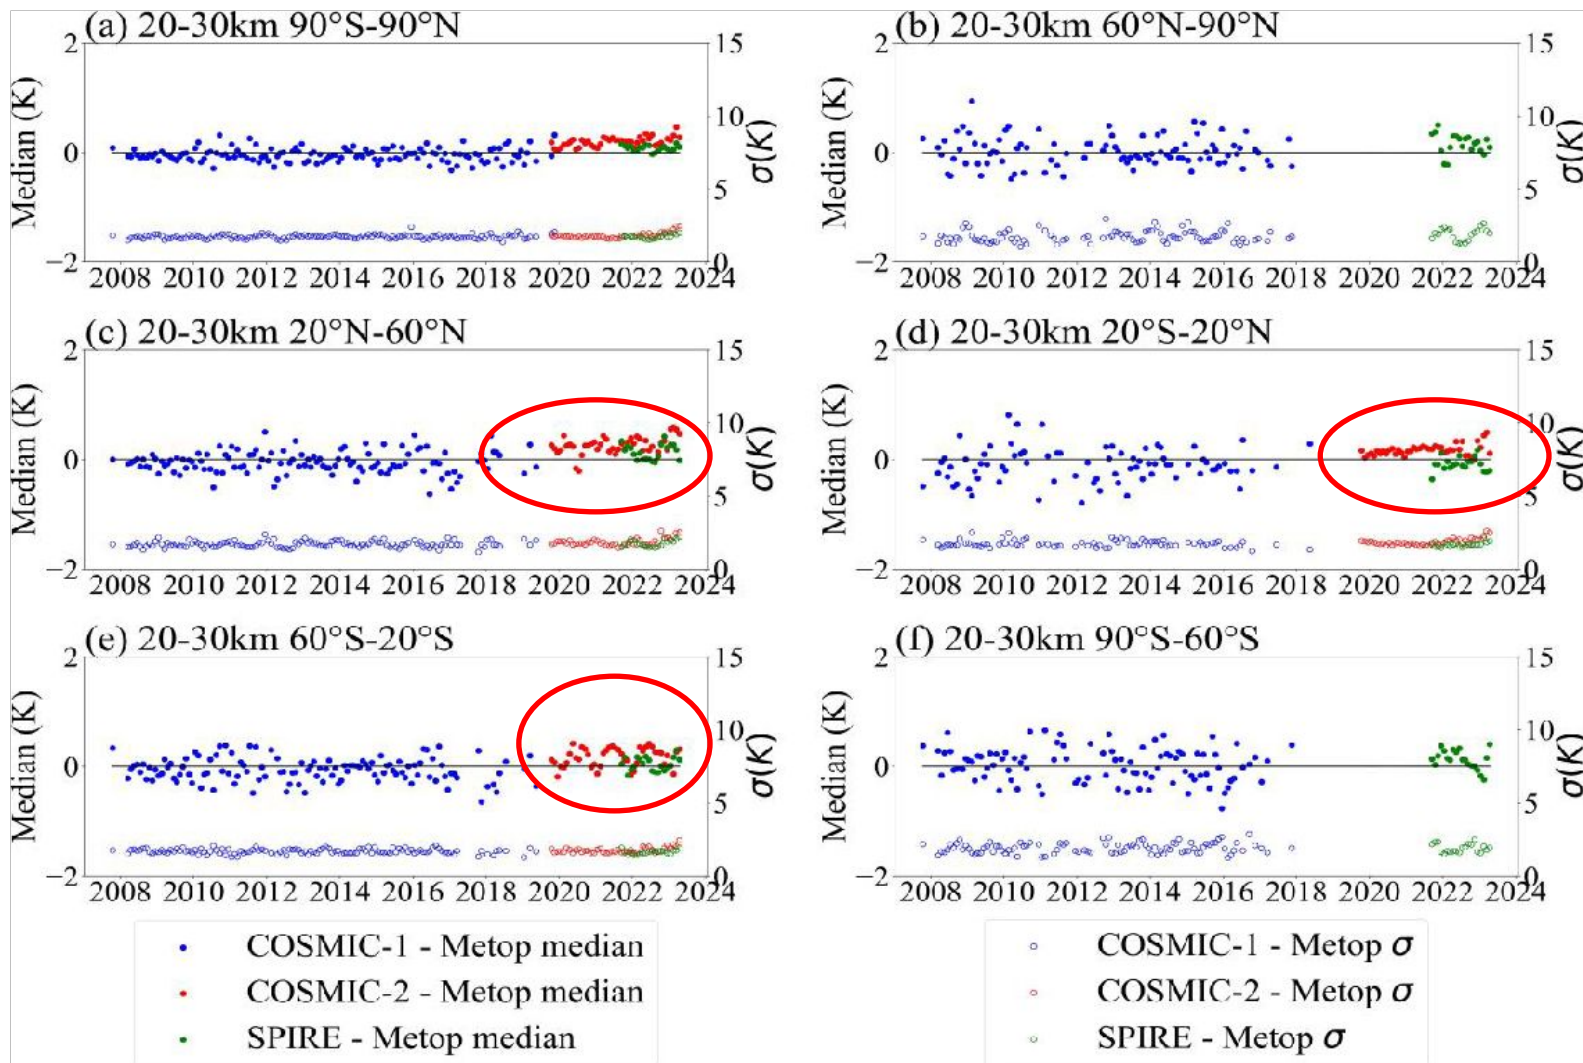 (a) 20-30km 90°S-90°N
2
0
−2
Median (K)
15
10
5
0
σ(K)
2008 2010 2012 2014 2016 2018 2020 2022 2024
(b) 20-30km 60°N-90°N
2
0
−2
Median (K)
15
10
5
0
σ(K)
2008 2010 2012 2014 2016 2018 2020 2022 2024
(c) 20-30km 20°N-60°N
2
0
−2
Median (K)
15
10
5
0
σ(K)
2008 2010 2012 2014 2016 2018 2020 2022 2024
(d) 20-30km 20°S-20°N
2
0
−2
Median (K)
15
10
5
0
σ(K)
2008 2010 2012 2014 2016 2018 2020 2022 2024
(e) 20-30km 60°S-20°S
2
0
−2
Median (K)
15
10
5
0
σ(K)
2008 2010 2012 2014 2016 2018 2020 2022 2024
(f) 20-30km 90°S-60°S
2
0
−2
Median (K)
15
10
5
0
σ(K)
2008 2010 2012 2014 2016 2018 2020 2022 2024
COSMIC-1 - Metop median
COSMIC-2 - Metop median
SPIRE - Metop median
COSMIC-1 - Metop σ
COSMIC-2 - Metop σ
SPIRE - Metop σ